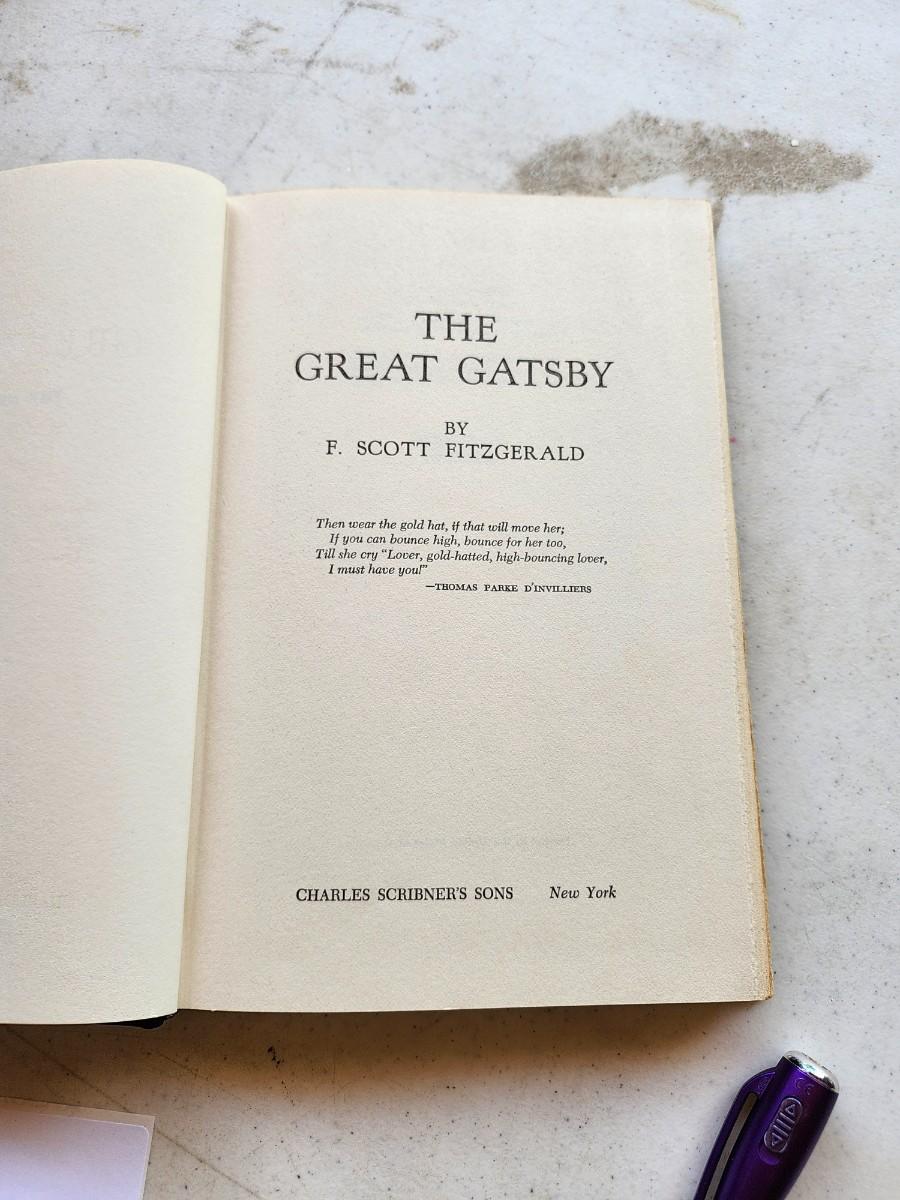 THE
GREAT GATSBY
BY
F. SCOTT FITZGERALD
Then wear the gold hat, if that will move her;
If you can bounce high, bounce for her too,
Till she cry "Lover, gold-hatted, high-bouncing lover,
I must have you!"
—THOMAS PARKE D'INVILLIERS
CHARLES SCRIBNER'S SONS New York